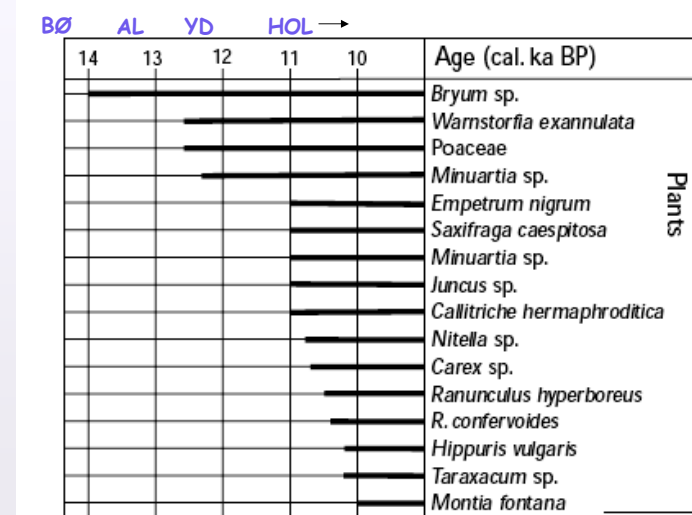 BØ AL YD HOL
14 13 12 11 10 Age (cal. ka BP)
Bryum sp.
Warnstorfia exannulata
Poaceae
Minuartia sp.
Empetrum nigrum
Saxifraga caespitosa
Minuartia sp.
Juncus sp.
Callitriche hermaphroditica
Nitella sp.
Carex sp.
Ranunculus hyperboreus
R. confervoides
Hippuris vulgaris
Taraxacum sp.
Montia fontana
Plants